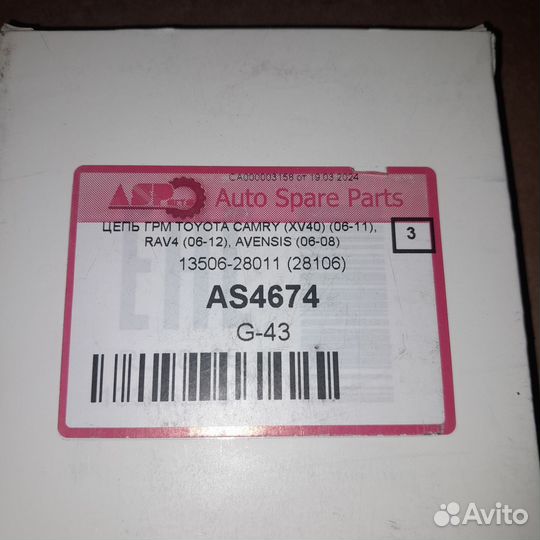 CA000003158 от 19.03.2024
ASP Auto Spare Parts
ЦЕПЬ ГРМ TOYOTA CAMRY (XV40) (06-11),
RAV4 (06-12), AVENSIS (06-08)
3
13506-28011 (28106)
AS4674
G-43
Avito